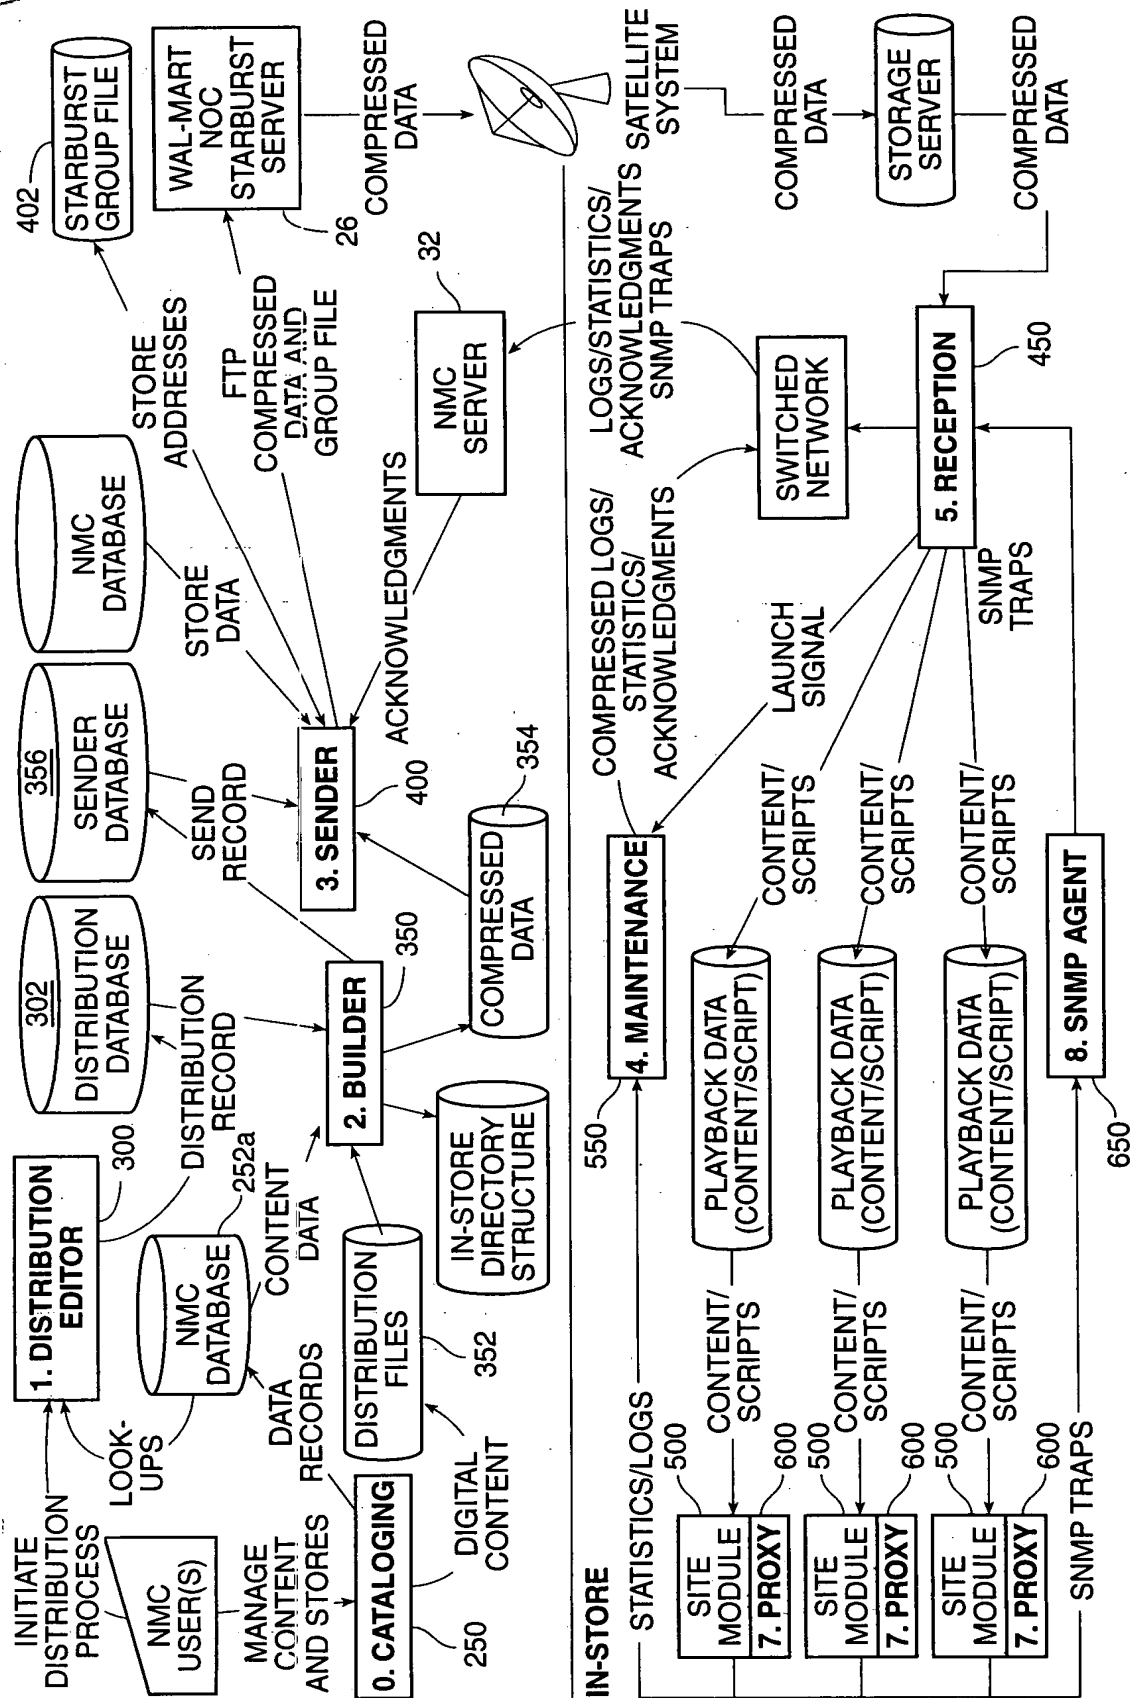 INITIATE
DISTRIBUTION
PROCESS
NMC
USER(S)
MANAGE
CONTENT
AND STORES
0. CATALOGING
250
LOOK-
UPS
1. DISTRIBUTION
EDITOR
300
NMC
DATABASE
252a
DATA
RECORDS
DIGITAL
CONTENT
DISTRIBUTION
FILES
352
CONTENT
DATA
DISTRIBUTION
RECORD
302
DISTRIBUTION
DATABASE
2. BUILDER
350
IN-STORE
DIRECTORY
STRUCTURE
COMPRESSED
DATA
354
356
SENDER
DATABASE
SEND
RECORD
3. SENDER
400
NMC
DATABASE
STORE
DATA
STORE
ADDRESSES
FTP
COMPRESSED
DATA AND
GROUP FILE
ACKNOWLEDGMENTS
NMC
SERVER
32
402
STARBURST
GROUP FILE
WAL-MART
NOC
STARBURST
SERVER
26
COMPRESSED
DATA
SATELLITE
SYSTEM
COMPRESSED
DATA
STORAGE
SERVER
COMPRESSED
DATA
IN-STORE
STATISTICS/LOGS
SITE
MODULE
7. PROXY
500
600
SITE
MODULE
7. PROXY
500
600
SITE
MODULE
7. PROXY
500
600
SNMP TRAPS
CONTENT/
SCRIPTS
CONTENT/
SCRIPTS
CONTENT/
SCRIPTS
PLAYBACK DATA
(CONTENT/SCRIPT)
PLAYBACK DATA
(CONTENT/SCRIPT)
PLAYBACK DATA
(CONTENT/SCRIPT)
550
4. MAINTENANCE
650
8. SNMP AGENT
CONTENT/
SCRIPTS
CONTENT/
SCRIPTS
CONTENT/
SCRIPTS
COMPRESSED LOGS/
STATISTICS/
ACKNOWLEDGMENTS
LAUNCH
SIGNAL
SNMP
TRAPS
SWITCHED
NETWORK
LOGS/STATISTICS/
ACKNOWLEDGMENTS
SNMP TRAPS
5. RECEPTION
450